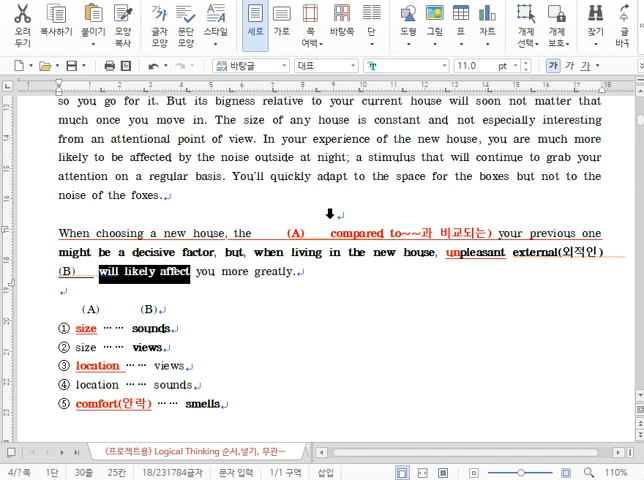 오려 복사하기 붙이기 모양 글자 문단 스타일 세로 가로 쪽 바탕쪽 단 도형 그림 표 차트 개체 개체 찾기
두기 복사 모양 모양 여백 선택 보호
바탕글 대표 11.0 pt 가 가 가
so you go for it. But its bigness relative to your current house will soon not matter that
much once you move in. The size of any house is constant and not especially interesting
from an attentional point of view. In your experience of the new house, you are much more
likely to be affected by the noise outside at night; a stimulus that will continue to grab your
attention on a regular basis. You'll quickly adapt to the space for the boxes but not to the
noise of the foxes.
When choosing a new house, the (A) compared to~~과 비교되는) your previous one
might be a decisive factor, but, when living in the new house, unpleasant external(외적인)
(B) will likely affect you more greatly.
(A) (B)
① size …… sounds
② size …… views
③ location …… views
④ location …… sounds
⑤ comfort(안락) …… smells
(프로젝트용) Logical Thinking 순서,넣기, 무관…
4/?쪽 1단 30줄 25칸 18/231784글자 문자 입력 1/1 구역 삽입 110%